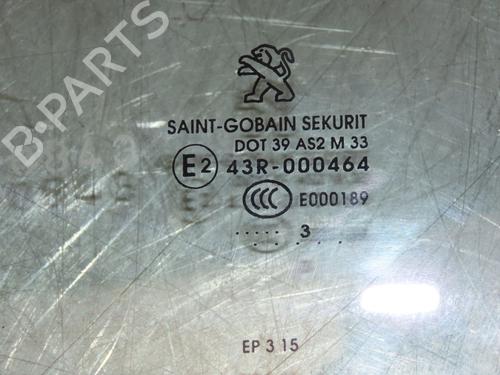 B-PARTS
SAINT-GOBAIN SEKURIT
DOT 39 AS2 M 33
E2 43R-000464
CCC E000189
..... 3
EP 3 15